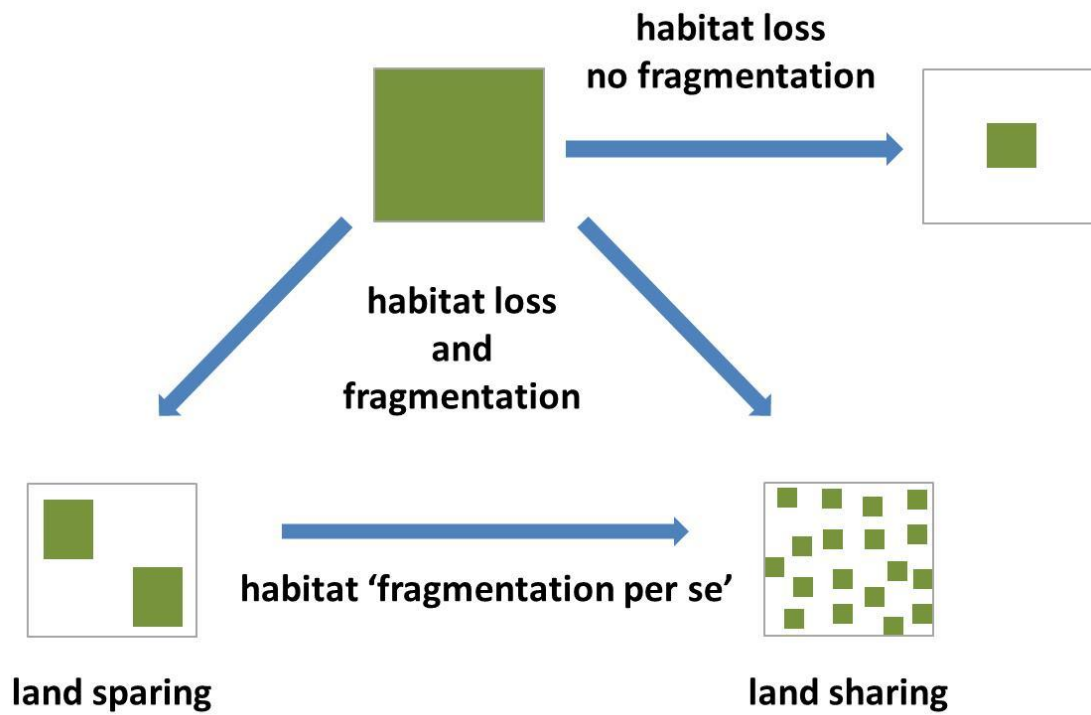 habitat loss
no fragmentation
habitat loss
and
fragmentation
habitat ‘fragmentation per se’
land sparing
land sharing